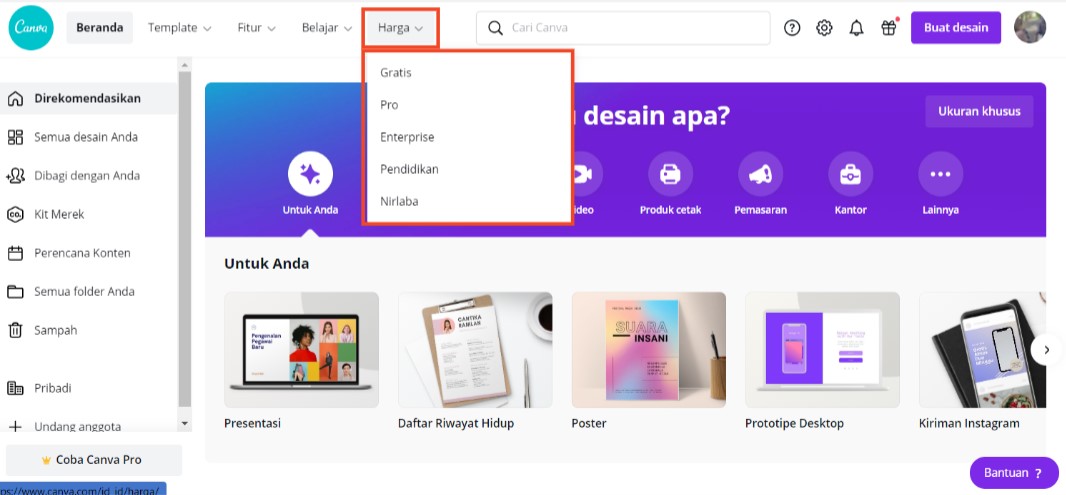 Canva
Beranda
Template
Fitur
Belajar
Harga
Cari Canva
Buat desain
Gratis
Pro
Enterprise
Pendidikan
Nirlaba
Direkomendasikan
Semua desain Anda
Dibagi dengan Anda
Kit Merek
Perencana Konten
Semua folder Anda
Sampah
Pribadi
Undang anggota
Coba Canva Pro
ps://www.canva.com/id_id/harga/
desain apa?
Ukuran khusus
Untuk Anda
ideo
Produk cetak
Pemasaran
Kantor
Lainnya
Untuk Anda
Pengenalan
Pegawai
Baru
CANTIKA
RAMLAN
SUARA
INSANI
Presentasi
Daftar Riwayat Hidup
Poster
Prototipe Desktop
Kiriman Instagram
Bantuan ?